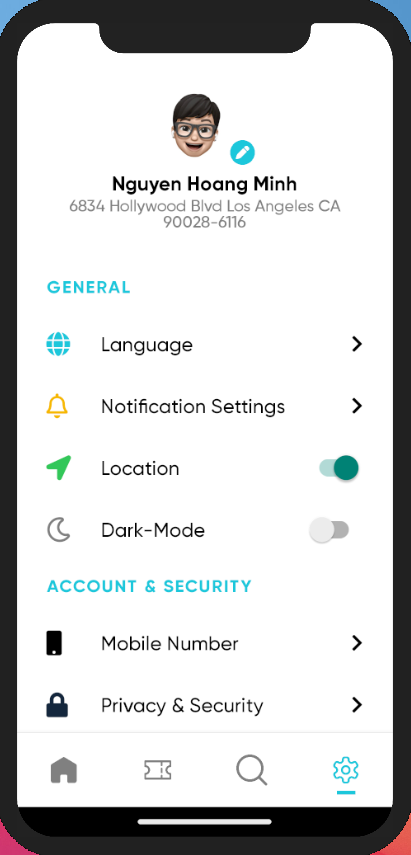 Nguyen Hoang Minh
6834 Hollywood Blvd Los Angeles CA
90028-6116
GENERAL
Language
Notification Settings
Location
Dark-Mode
ACCOUNT & SECURITY
Mobile Number
Privacy & Security